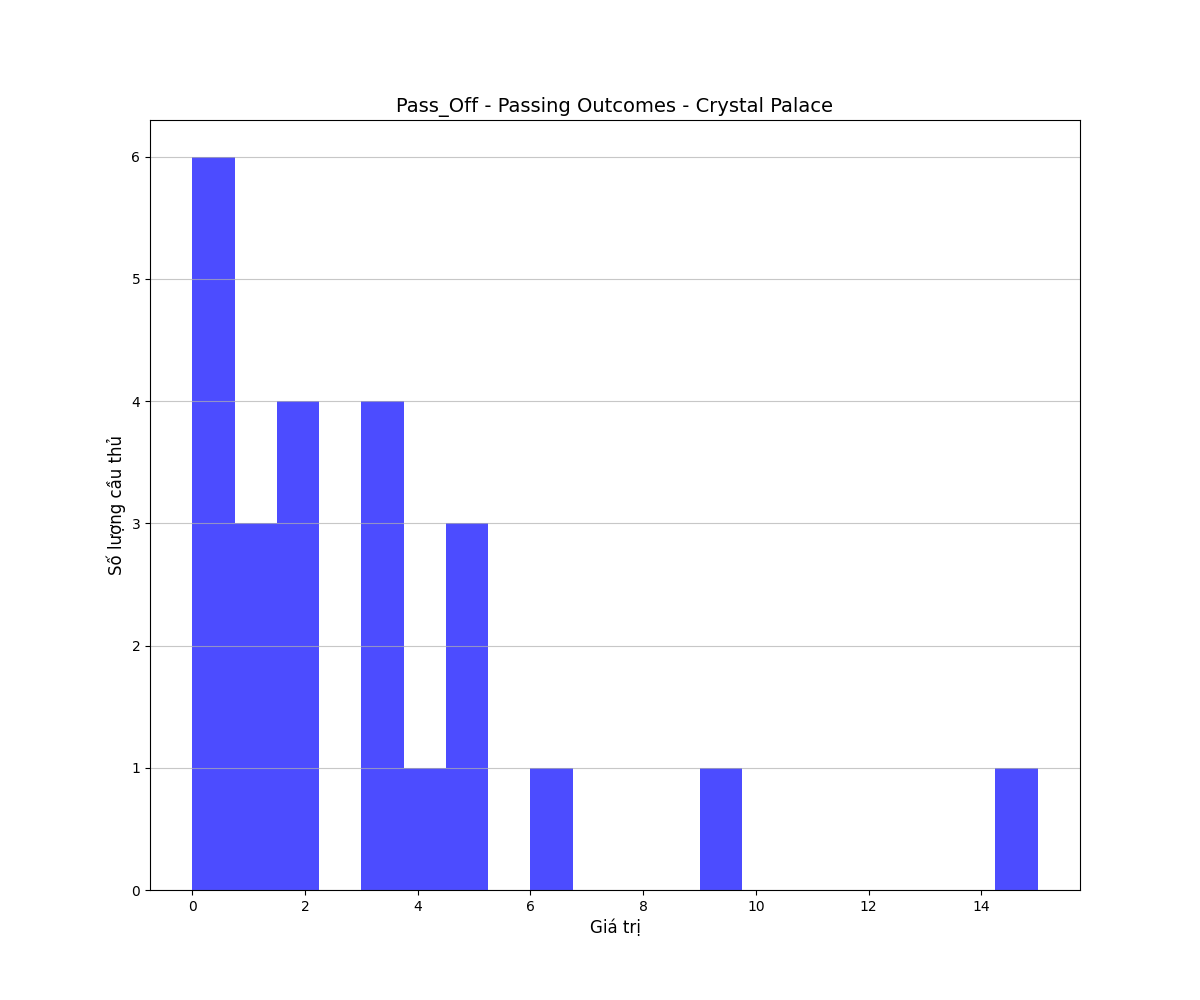 Pass_Off - Passing Outcomes - Crystal Palace
6
5
4
3
2
1
0
Số lượng cầu thủ
0 2 4 6 8 10 12 14
Giá trị